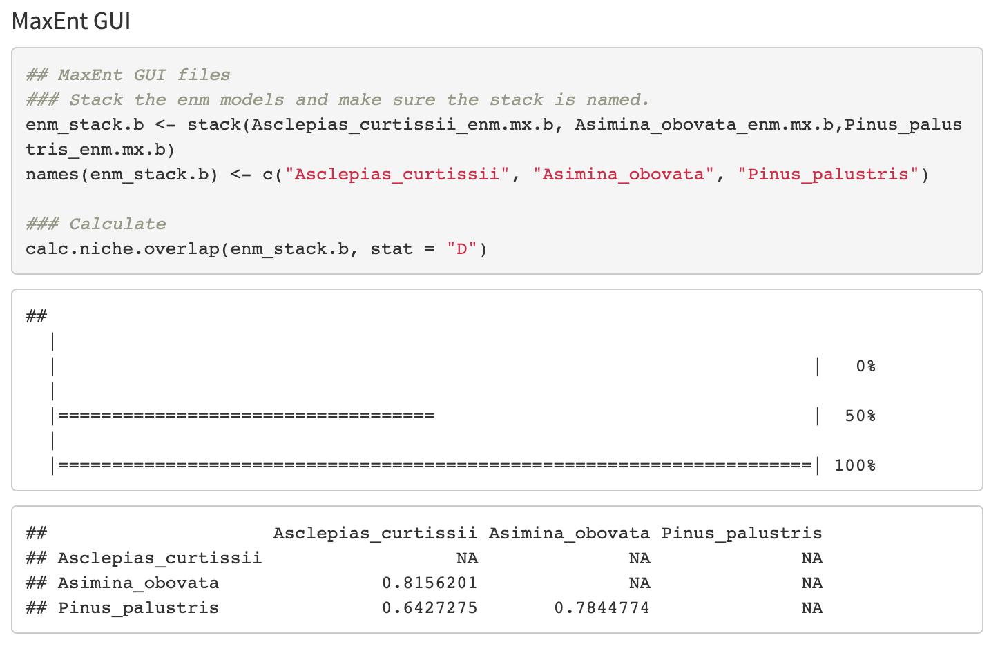 MaxEnt GUI
## MaxEnt GUI files
### Stack the enm models and make sure the stack is named.
enm_stack.b <- stack(Asclepias_curtissii_enm.mx.b, Asimina_obovata_enm.mx.b,Pinus_palus
tris_enm.mx.b)
names(enm_stack.b) <- c("Asclepias_curtissii", "Asimina_obovata", "Pinus_palustris")
### Calculate
calc.niche.overlap(enm_stack.b, stat = "D")
##
  |
  |                                                                      |   0%
  |
  |===================================                                   |  50%
  |
  |======================================================================| 100%
##                     Asclepias_curtissii Asimina_obovata Pinus_palustris
## Asclepias_curtissii                  NA              NA              NA
## Asimina_obovata               0.8156201              NA              NA
## Pinus_palustris               0.6427275       0.7844774              NA